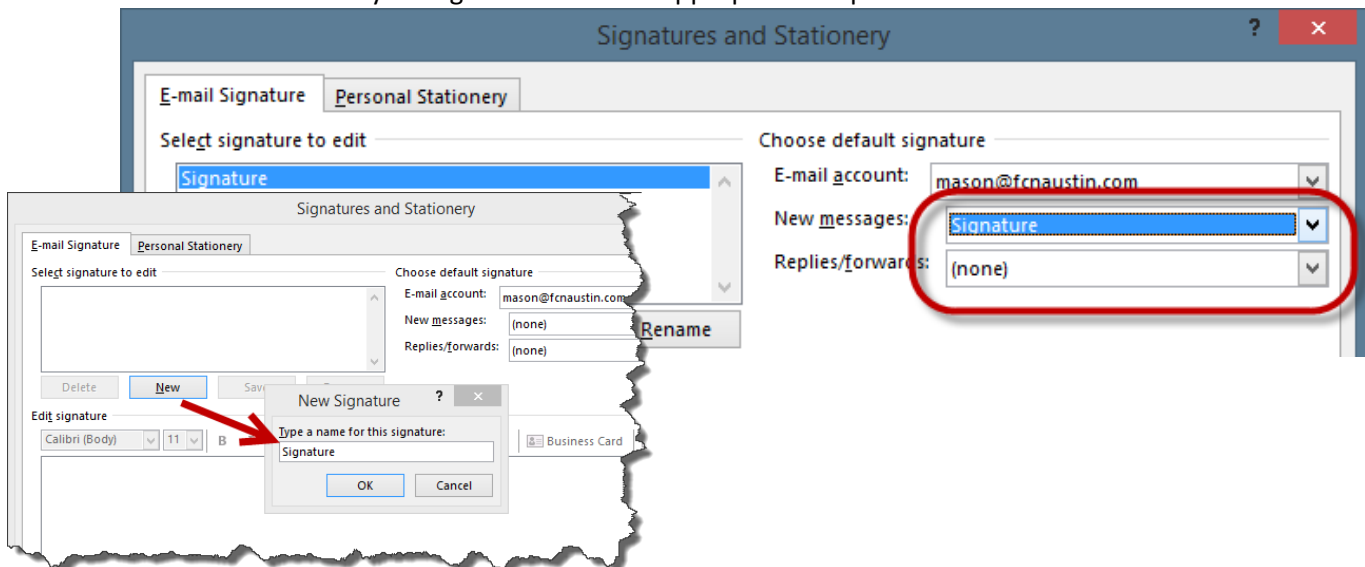 Signatures and Stationery
? ×
E-mail Signature Personal Stationery
Select signature to edit
Choose default signature
Signature
E-mail account: mason@fcnaustin.com
New messages: Signature
Replies/forwards: (none)
Rename
Signatures and Stationery
E-mail Signature Personal Stationery
Select signature to edit
Choose default signature
E-mail account: mason@fcnaustin.com
New messages: (none)
Replies/forwards: (none)
Delete New Save
Edit signature
Calibri (Body) 11 B
Business Card
New Signature ? ×
Type a name for this signature:
Signature
OK Cancel